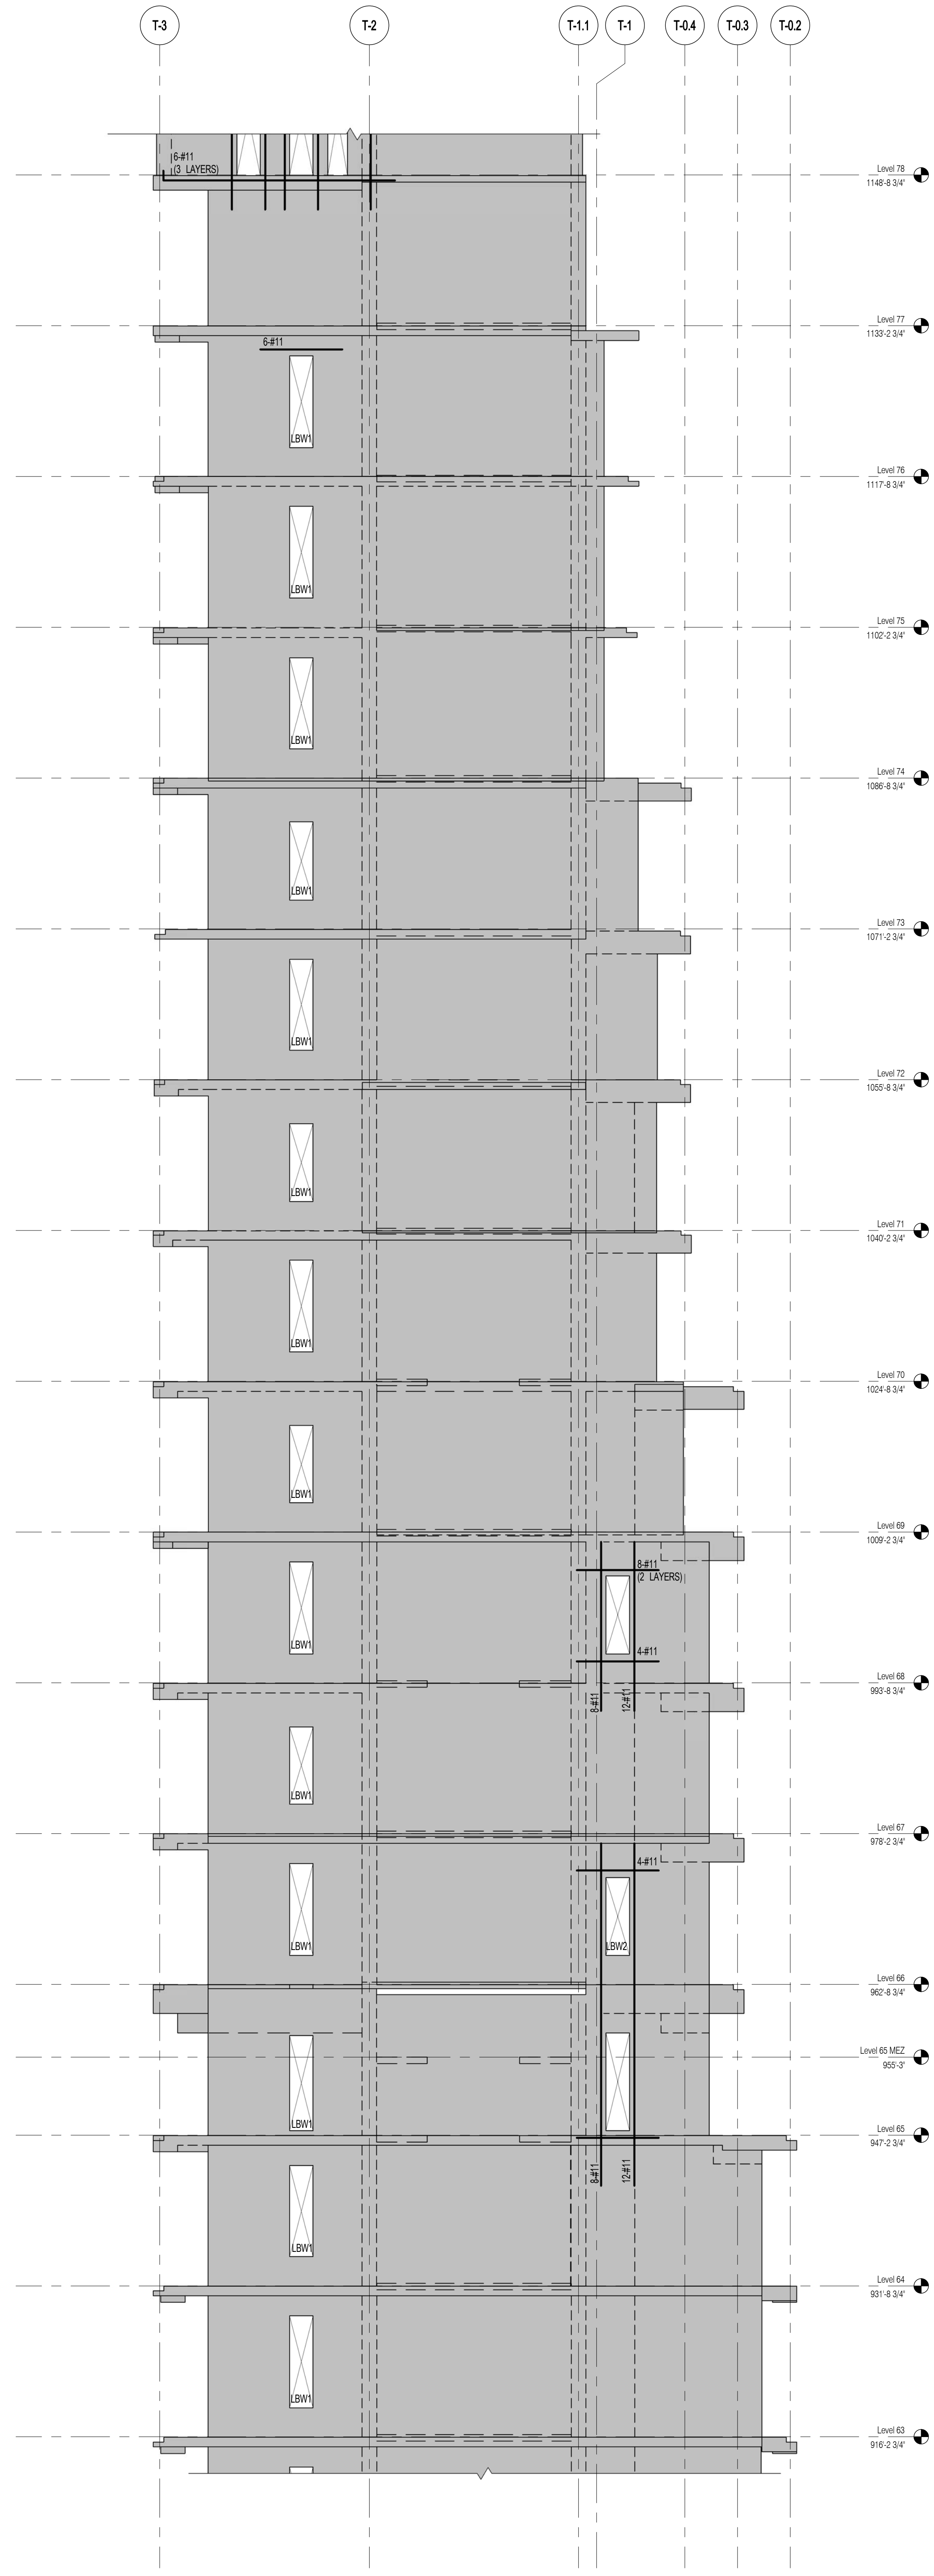 T-3
T-2
T-1.1
T-1
T-0.4
T-0.3
T-0.2
6-#11
(3 LAYERS)
Level 78
1148'-8 3/4"
Level 77
1133'-2 3/4"
6-#11
LBW1
Level 76
1117'-8 3/4"
LBW1
Level 75
1102'-2 3/4"
LBW1
Level 74
1086'-8 3/4"
LBW1
Level 73
1071'-2 3/4"
LBW1
Level 72
1055'-8 3/4"
LBW1
Level 71
1040'-2 3/4"
LBW1
Level 70
1024'-8 3/4"
LBW1
Level 69
1009'-2 3/4"
8-#11
(2 LAYERS)
LBW1
4-#11
Level 68
993'-8 3/4"
8-#11
12-#11
LBW1
Level 67
978'-2 3/4"
4-#11
LBW1
LBW2
Level 66
962'-8 3/4"
Level 65 MEZ
955'-3"
LBW1
Level 65
947'-2 3/4"
8-#11
12-#11
LBW1
Level 64
931'-8 3/4"
LBW1
Level 63
916'-2 3/4"